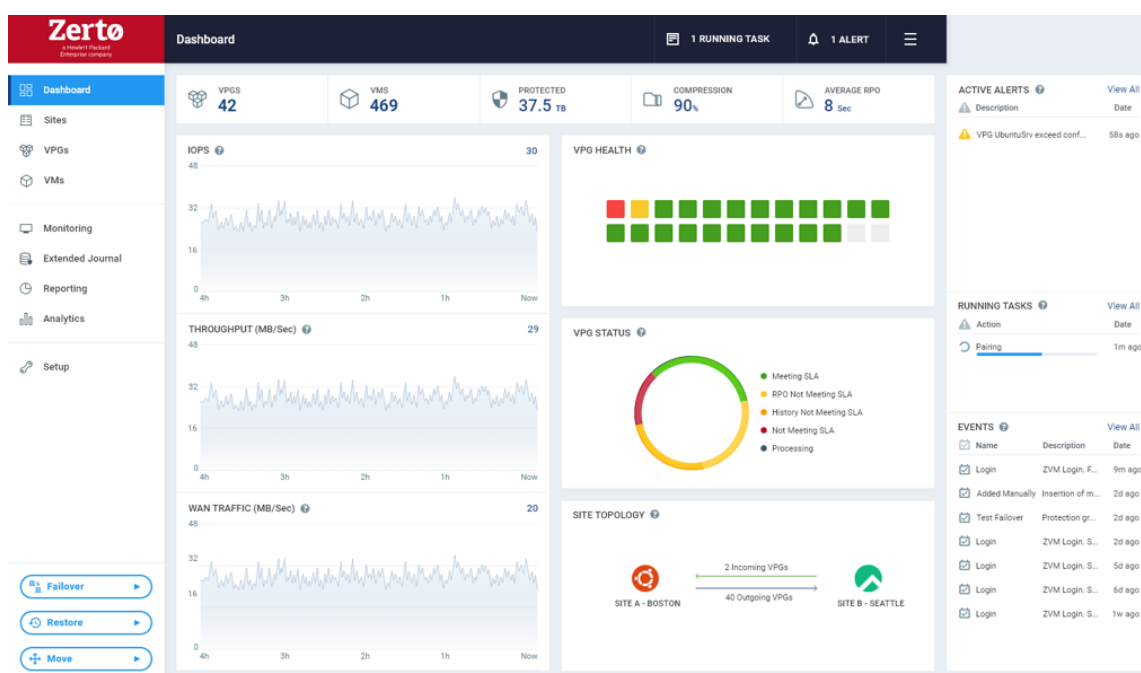 Zertø
a Hewlett Packard
Enterprise company
Dashboard
1 RUNNING TASK
1 ALERT
Dashboard
Sites
VPGs
VMs
Monitoring
Extended Journal
Reporting
Analytics
Setup
Failover
Restore
Move
VPGS
42
VMS
469
PROTECTED
37.5 TB
COMPRESSION
90%
AVERAGE RPO
8 Sec
IOPS
30
48
32
16
0
4h 3h 2h 1h Now
THROUGHPUT (MB/Sec)
29
48
32
16
0
4h 3h 2h 1h Now
WAN TRAFFIC (MB/Sec)
20
48
32
16
0
4h 3h 2h 1h Now
VPG HEALTH
VPG STATUS
Meeting SLA
RPO Not Meeting SLA
History Not Meeting SLA
Not Meeting SLA
Processing
SITE TOPOLOGY
2 Incoming VPGs
40 Outgoing VPGs
SITE A - BOSTON
SITE B - SEATTLE
ACTIVE ALERTS View All
Description Date
VPG UbuntuSrv exceed conf... 58s ago
RUNNING TASKS View All
Action Date
Pairing 1m ago
EVENTS View All
Name Description Date
Login ZVM Login. F... 9m ago
Added Manually Insertion of m... 2d ago
Test Failover Protection gr... 2d ago
Login ZVM Login. S... 2d ago
Login ZVM Login. S... 5d ago
Login ZVM Login. S... 6d ago
Login ZVM Login. S... 1w ago